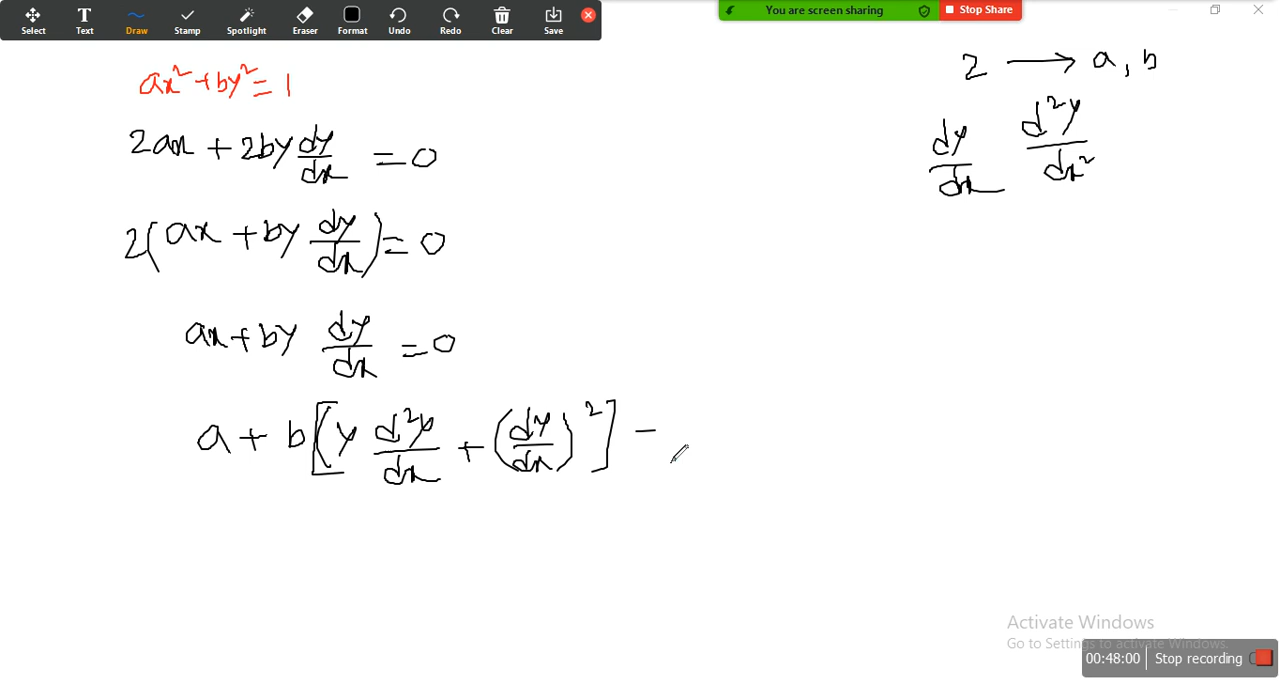 Select Text Draw Stamp Spotlight Eraser Format Undo Redo Clear Save
You are screen sharing Stop Share
ax² + by² = 1
2 → a, b
2ax + 2by dy/dx = 0
dy/dx d²y/dx²
2(ax + by dy/dx) = 0
ax + by dy/dx = 0
a + b[(y d²y/dx + (dy/dx)²] −
Activate Windows
Go to Settings to activate Windows.
00:48:00 Stop recording